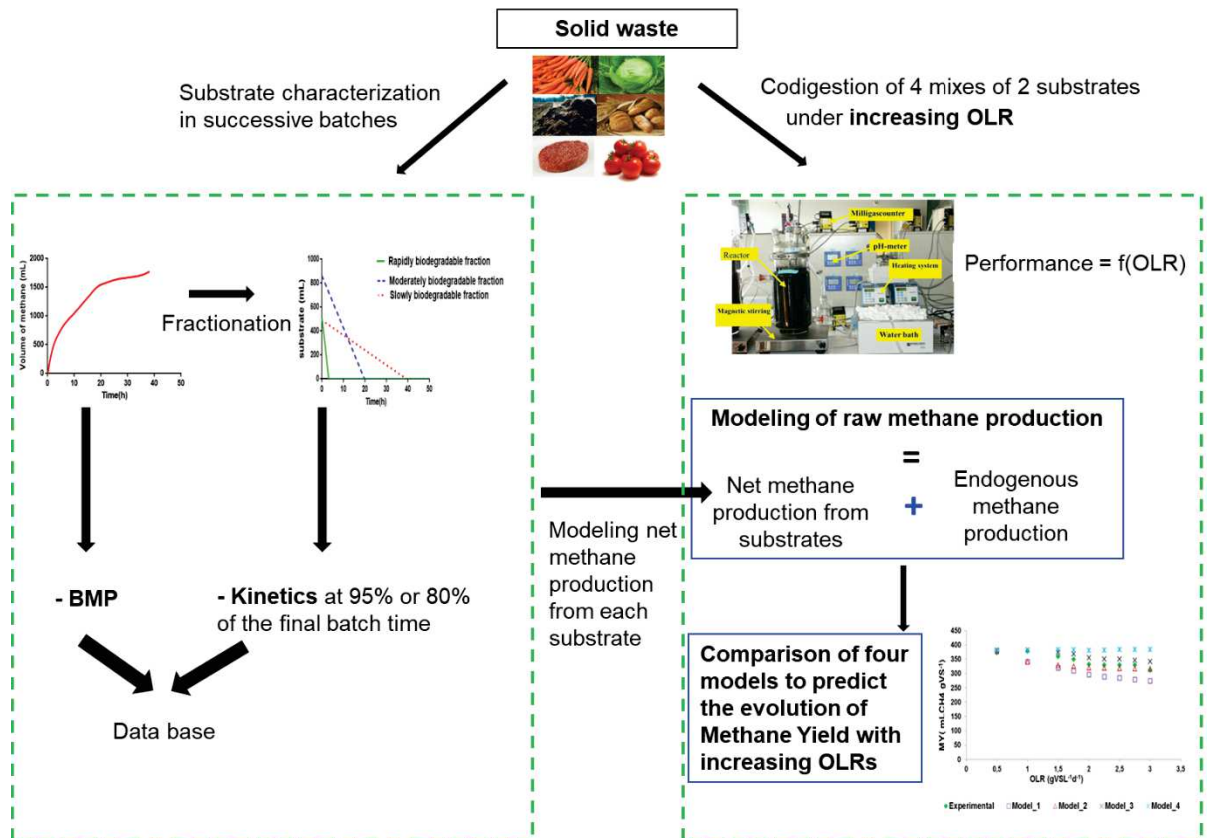 Solid waste
Substrate characterization
in successive batches
Codigestion of 4 mixes of 2 substrates
under increasing OLR
Volume of methane (mL)
2000
1500
1000
500
0
0 10 20 30 40 50
Time(h)
Fractionation
substrate (mL)
1000
800
600
400
200
0
0 10 20 30 40 50
Time(h)
Rapidly biodegradable fraction
Moderately biodegradable fraction
Slowly biodegradable fraction
Milligascounter
pH-meter
Reactor
Heating system
Magnetic stirring
Water bath
Performance = f(OLR)
- BMP
- Kinetics at 95% or 80%
of the final batch time
Data base
Modeling net
methane
production
from each
substrate
Modeling of raw methane production
=
Net methane
production from
substrates
+
Endogenous
methane
production
Comparison of four
models to predict
the evolution of
Methane Yield with
increasing OLRs
MY( mLCH4 gVS-1)
450
400
350
300
250
200
150
100
50
0
0 0,5 1 1,5 2 2,5 3 3,5
OLR (gVSL-1d-1)
Experimental Model_1 Model_2 Model_3 Model_4